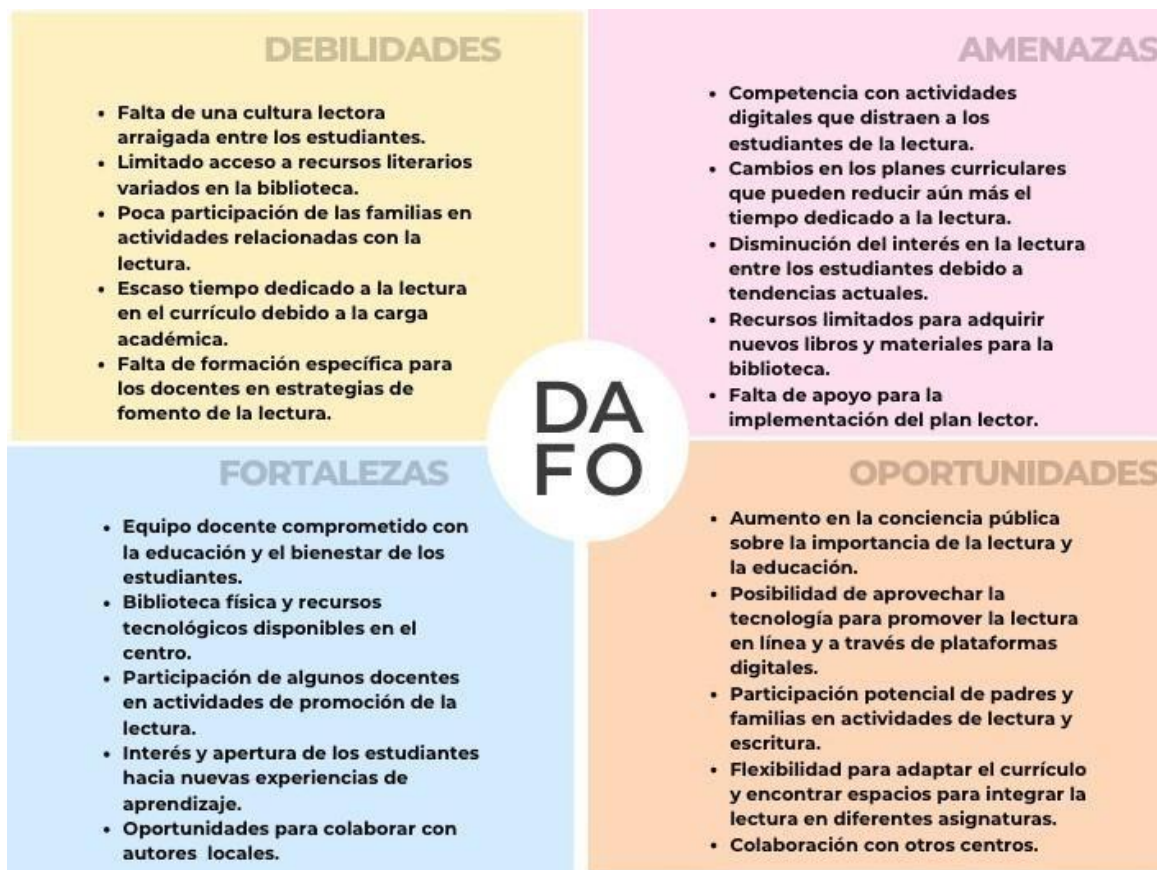 DEBILIDADES
• Falta de una cultura lectora
arraigada entre los estudiantes.
• Limitado acceso a recursos literarios
variados en la biblioteca.
• Poca participación de las familias en
actividades relacionadas con la
lectura.
• Escaso tiempo dedicado a la lectura
en el currículo debido a la carga
académica.
• Falta de formación específica para
los docentes en estrategias de
fomento de la lectura.
AMENAZAS
• Competencia con actividades
digitales que distraen a los
estudiantes de la lectura.
• Cambios en los planes curriculares
que pueden reducir aún más el
tiempo dedicado a la lectura.
• Disminución del interés en la lectura
entre los estudiantes debido a
tendencias actuales.
• Recursos limitados para adquirir
nuevos libros y materiales para la
biblioteca.
• Falta de apoyo para la
implementación del plan lector.
DA
FO
FORTALEZAS
• Equipo docente comprometido con
la educación y el bienestar de los
estudiantes.
• Biblioteca física y recursos
tecnológicos disponibles en el
centro.
• Participación de algunos docentes
en actividades de promoción de la
lectura.
• Interés y apertura de los estudiantes
hacia nuevas experiencias de
aprendizaje.
• Oportunidades para colaborar con
autores locales.
OPORTUNIDADES
• Aumento en la conciencia pública
sobre la importancia de la lectura y
la educación.
• Posibilidad de aprovechar la
tecnología para promover la lectura
en línea y a través de plataformas
digitales.
• Participación potencial de padres y
familias en actividades de lectura y
escritura.
• Flexibilidad para adaptar el currículo
y encontrar espacios para integrar la
lectura en diferentes asignaturas.
• Colaboración con otros centros.